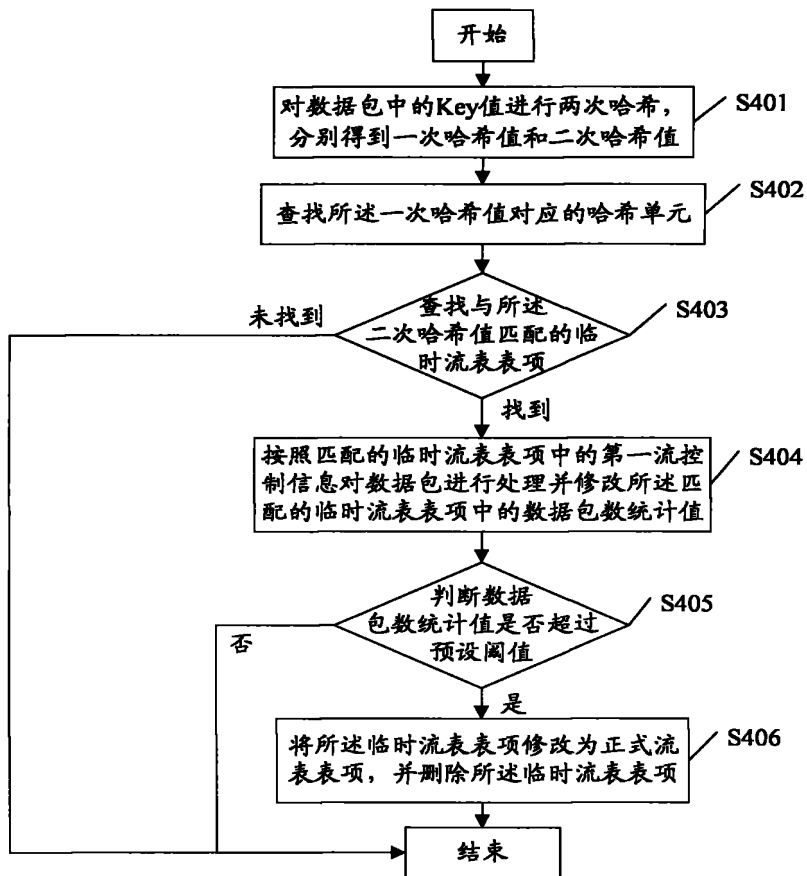 开始
对数据包中的Key值进行两次哈希，
分别得到一次哈希值和二次哈希值
S401
查找所述一次哈希值对应的哈希单元
S402
查找与所述
二次哈希值匹配的临
时流表表项
S403
未找到
找到
按照匹配的临时流表表项中的第一流控
制信息对数据包进行处理并修改所述匹
配的临时流表表项中的数据包数统计值
S404
判断数据
包数统计值是否超过
预设阈值
S405
否
是
将所述临时流表表项修改为正式流
表表项，并删除所述临时流表表项
S406
结束